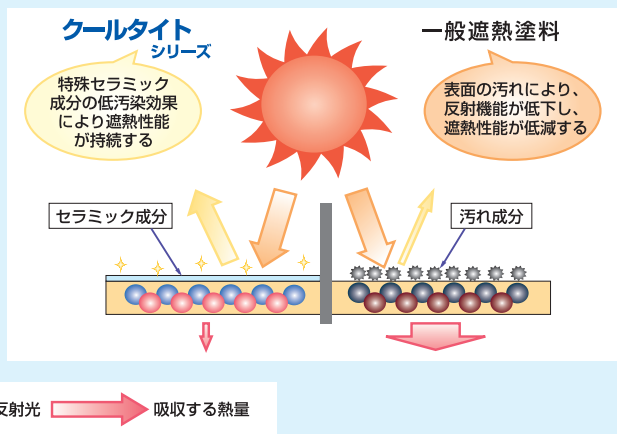 クールタイト
シリーズ
一般遮熱塗料
特殊セラミック
成分の低汚染効果
により遮熱性能
が持続する
表面の汚れにより、
反射機能が低下し、
遮熱性能が低減する
セラミック成分
汚れ成分
反射光
吸収する熱量